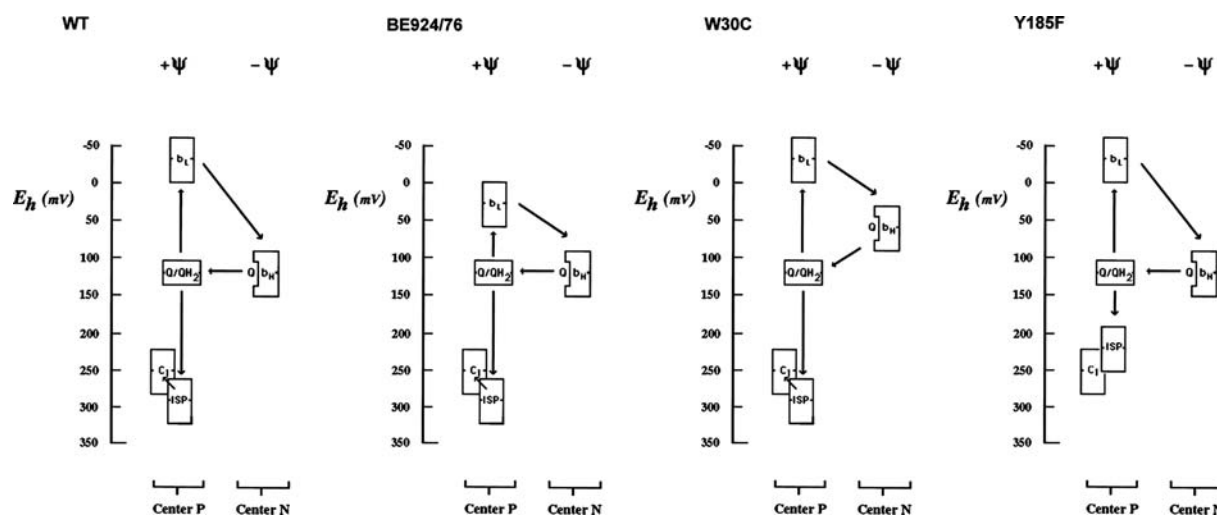 WT
+Ψ −Ψ
-50
0
50
100
150
200
250
300
350
E_h (mV)
b_L
Q/QH_2
Q b_H
C_1
ISP
Center P Center N
BE924/76
+Ψ −Ψ
-50
0
50
100
150
200
250
300
350
E_h (mV)
b_L
Q/QH_2
Q b_H
C_1
ISP
Center P Center N
W30C
+Ψ −Ψ
-50
0
50
100
150
200
250
300
350
E_h (mV)
b_L
Q b_H
Q/QH_2
C_1
ISP
Center P Center N
Y185F
+Ψ −Ψ
-50
0
50
100
150
200
250
300
350
E_h (mV)
b_L
Q/QH_2
Q b_H
ISP
C_1
Center P Center N